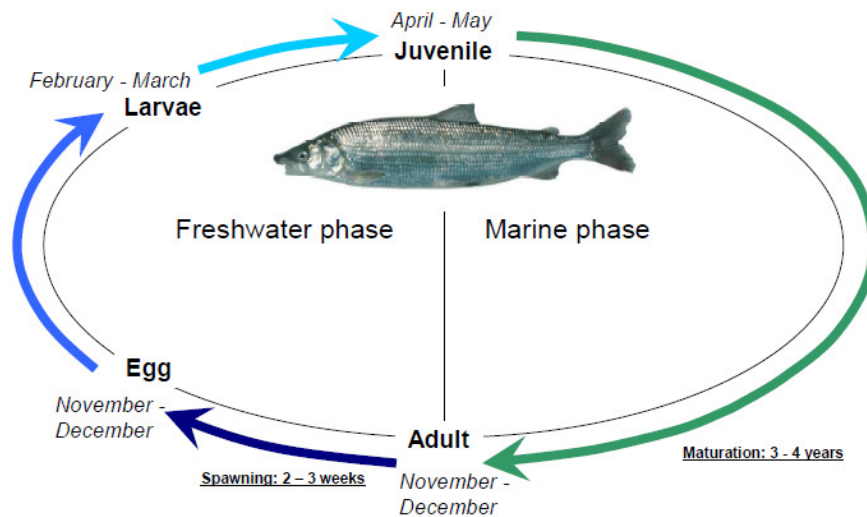 April - May
Juvenile
February - March
Larvae
Freshwater phase
Marine phase
Egg
November -
December
Adult
Maturation: 3 - 4 years
Spawning: 2 – 3 weeks
November -
December